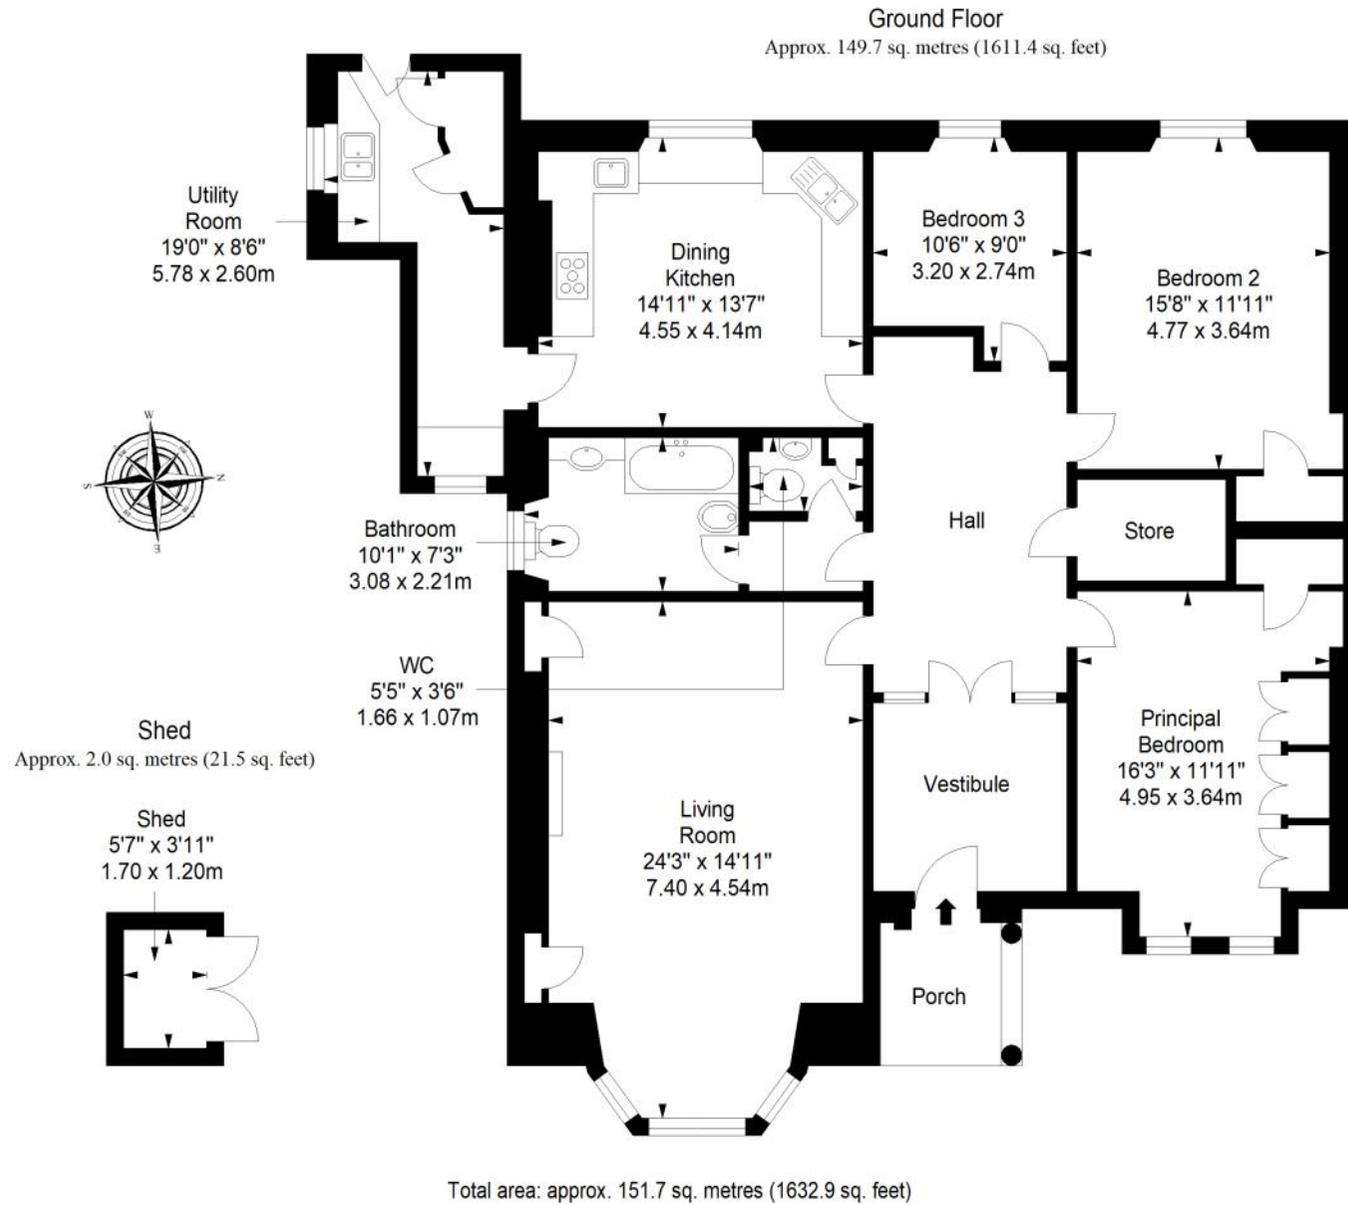 Ground Floor
Approx. 149.7 sq. metres (1611.4 sq. feet)
Utility
Room
19'0" x 8'6"
5.78 x 2.60m
Dining
Kitchen
14'11" x 13'7"
4.55 x 4.14m
Bedroom 3
10'6" x 9'0"
3.20 x 2.74m
Bedroom 2
15'8" x 11'11"
4.77 x 3.64m
W
S
N
E
Bathroom
10'1" x 7'3"
3.08 x 2.21m
Hall
Store
WC
5'5" x 3'6"
1.66 x 1.07m
Shed
Approx. 2.0 sq. metres (21.5 sq. feet)
Shed
5'7" x 3'11"
1.70 x 1.20m
Living
Room
24'3" x 14'11"
7.40 x 4.54m
Vestibule
Principal
Bedroom
16'3" x 11'11"
4.95 x 3.64m
Porch
Total area: approx. 151.7 sq. metres (1632.9 sq. feet)